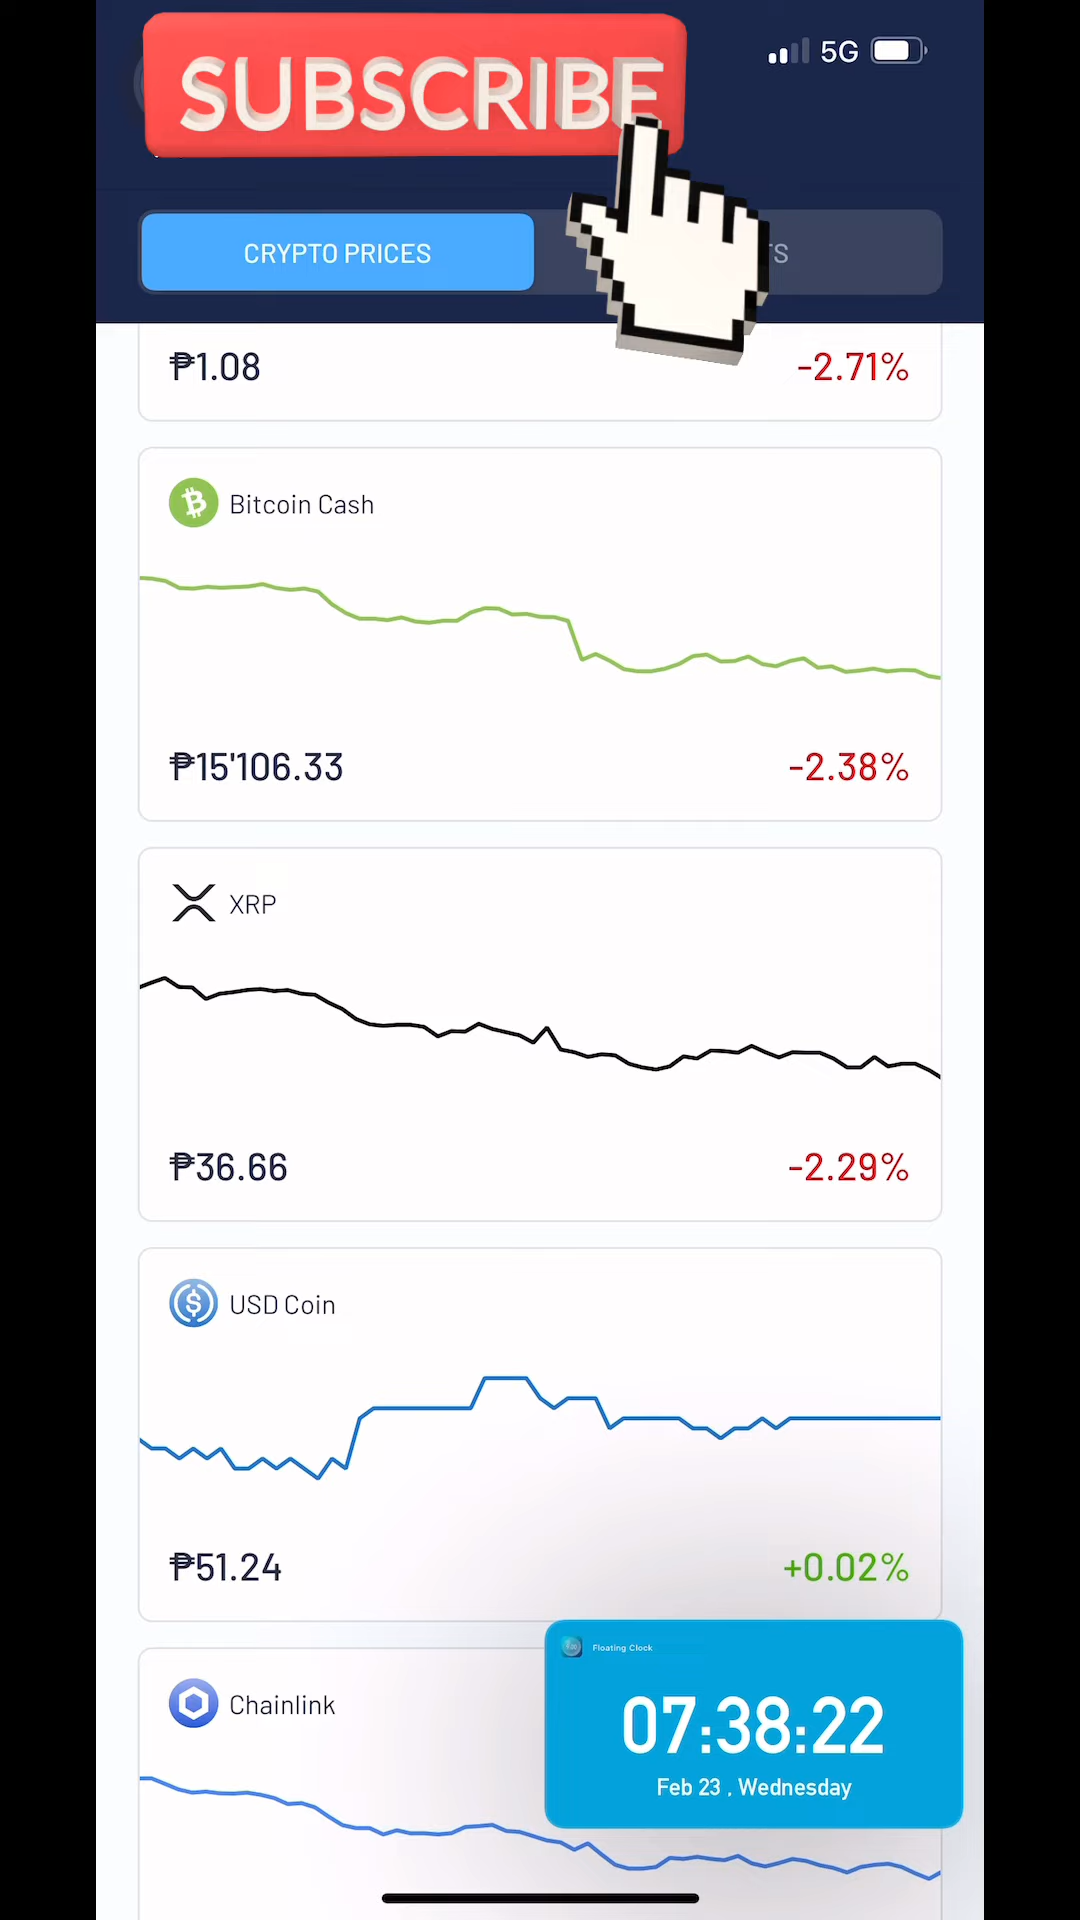 SUBSCRIBE
5G
CRYPTO PRICES
₱1.08
-2.71%
Bitcoin Cash
₱15'106.33
-2.38%
XRP
₱36.66
-2.29%
USD Coin
₱51.24
+0.02%
Floating Clock
07:38:22
Feb 23 , Wednesday
Chainlink